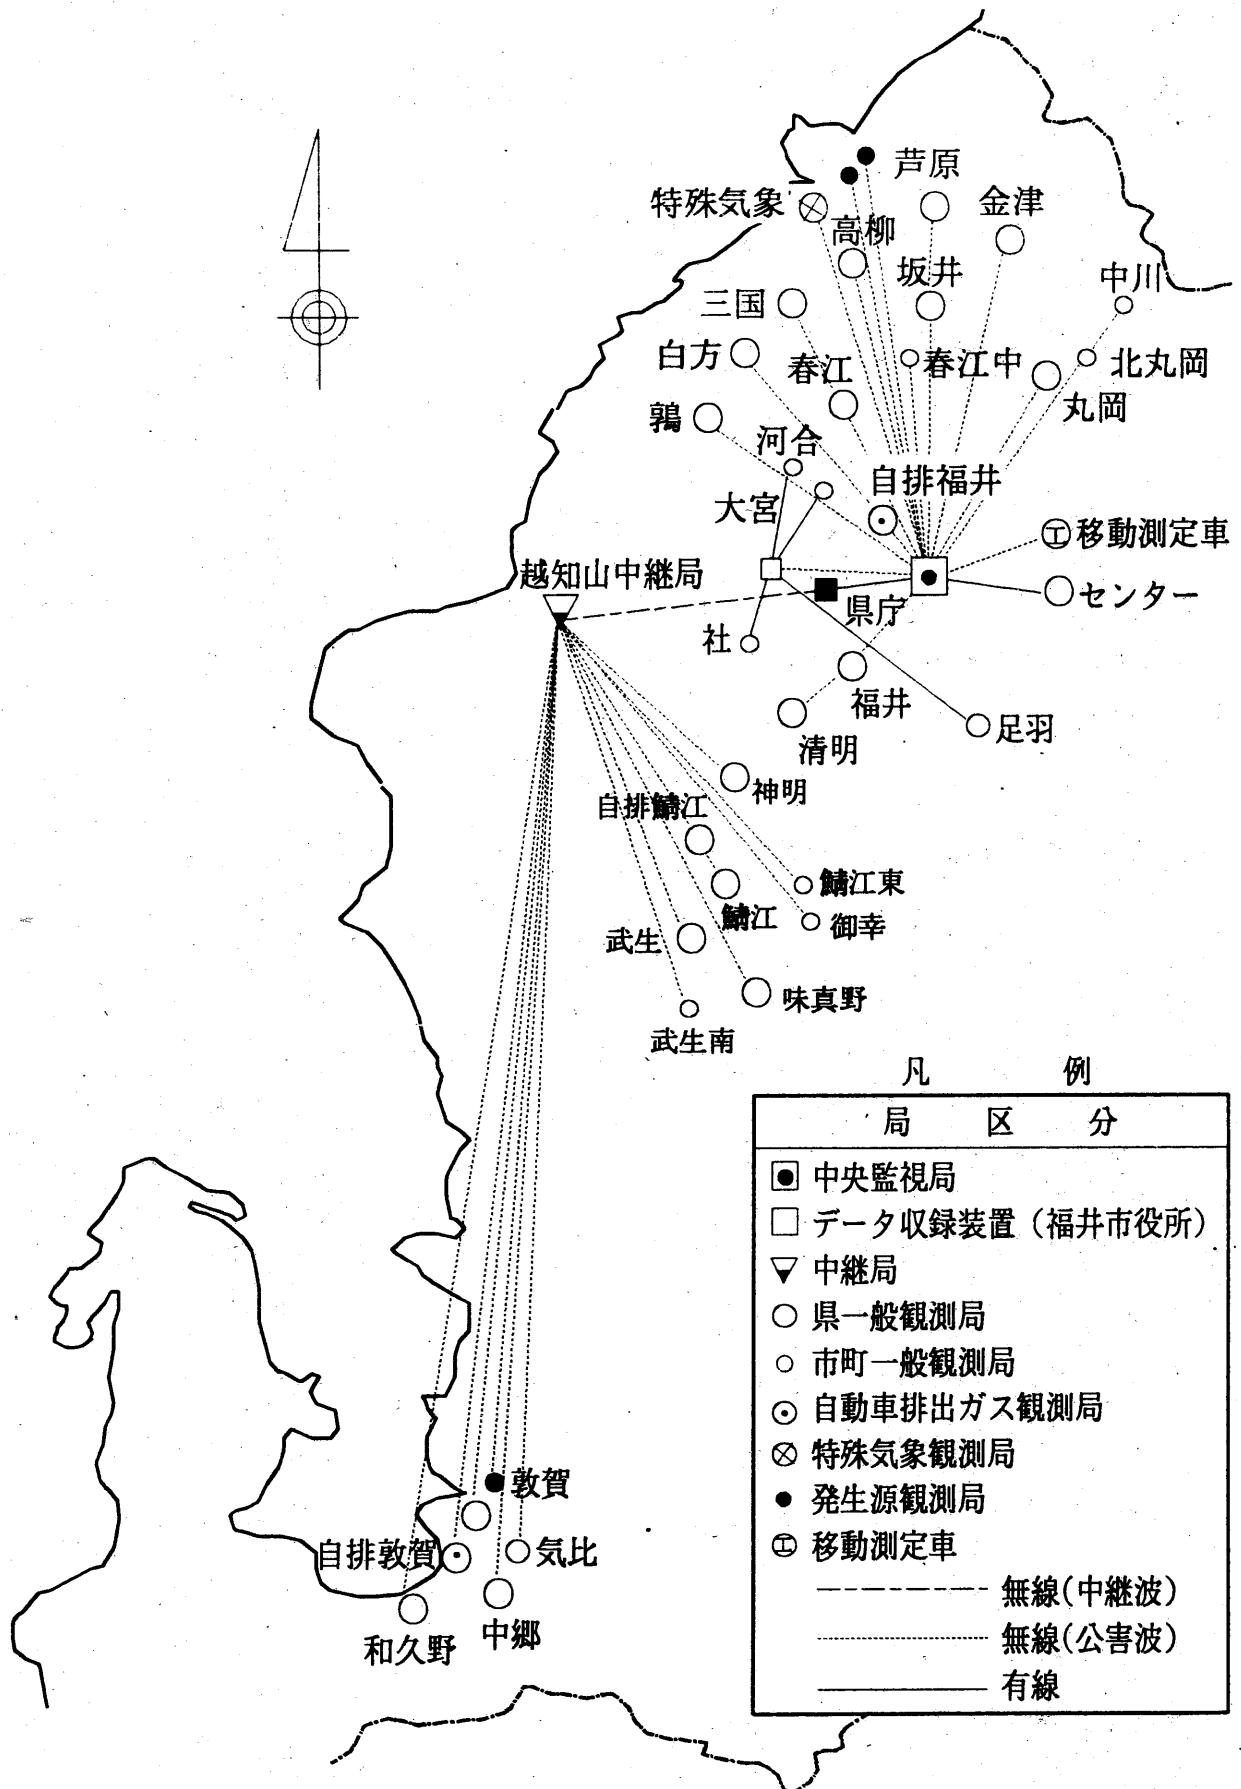 芦原
特殊気象
金津
高柳
坂井
中川
三国
白方
春江
春江中
北丸岡
丸岡
鶉
河合
自排福井
大宮
工移動測定車
越知山中継局
県庁
センター
社
福井
足羽
清明
神明
自排鯖江
鯖江東
鯖江
御幸
武生
味真野
武生南
凡例
局区分
中央監視局
データ収録装置（福井市役所）
中継局
県一般観測局
市町一般観測局
自動車排出ガス観測局
特殊気象観測局
発生源観測局
工移動測定車
無線(中継波)
無線(公害波)
有線
敦賀
自排敦賀
気比
中郷
和久野